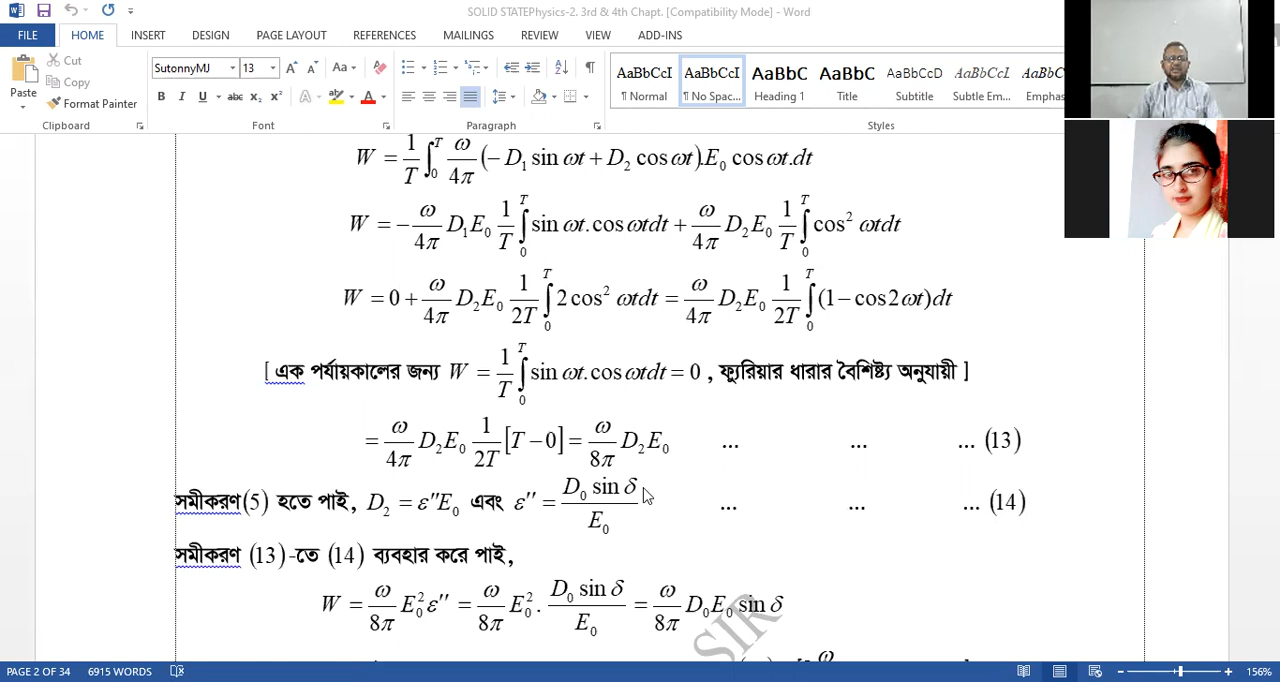 SOLID STATEPhysics-2. 3rd & 4th Chapt. [Compatibility Mode] - Word
FILE HOME INSERT DESIGN PAGE LAYOUT REFERENCES MAILINGS REVIEW VIEW ADD-INS
Cut
Copy
Format Painter
Paste
SutonnyMJ 13
AaBbCcI AaBbCcI AaBbC AaBbC AaBbCcD AaBbCcI AaBbC
¶ Normal ¶ No Spac... Heading 1 Title Subtitle Subtle Em... Emphas
Clipboard Font Paragraph Styles
W = 1/T ∫₀ᵀ ω/4π (−D₁ sin ωt + D₂ cos ωt).E₀ cos ωt.dt
W = −ω/4π D₁E₀ 1/T ∫₀ᵀ sin ωt.cos ωtdt + ω/4π D₂E₀ 1/T ∫₀ᵀ cos² ωtdt
W = 0 + ω/4π D₂E₀ 1/2T ∫₀ᵀ 2cos² ωtdt = ω/4π D₂E₀ 1/2T ∫₀ᵀ (1 − cos2ωt)dt
[ এক পর্যায়কালের জন্য W = 1/T ∫₀ᵀ sin ωt.cos ωtdt = 0 , ফ্যুরিয়ার ধারার বৈশিষ্ট্য অনুযায়ী ]
= ω/4π D₂E₀ 1/2T [T − 0] = ω/8π D₂E₀ ... ... ... (13)
সমীকরণ (5) হতে পাই, D₂ = ε″E₀ এবং ε″ = D₀ sin δ/E₀ ... ... ... (14)
সমীকরণ (13)-তে (14) ব্যবহার করে পাই,
W = ω/8π E₀² ε″ = ω/8π E₀² . D₀ sin δ/E₀ = ω/8π D₀E₀ sin δ
SIR
PAGE 2 OF 34 6915 WORDS 156%